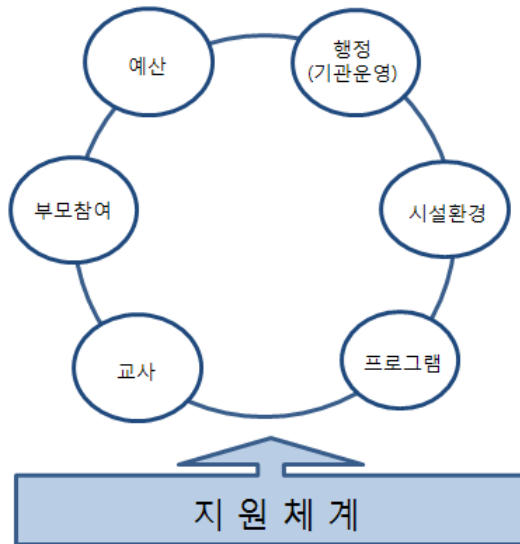 예산
행정
(기관운영)
부모참여
시설환경
교사
프로그램
지 원 체 계